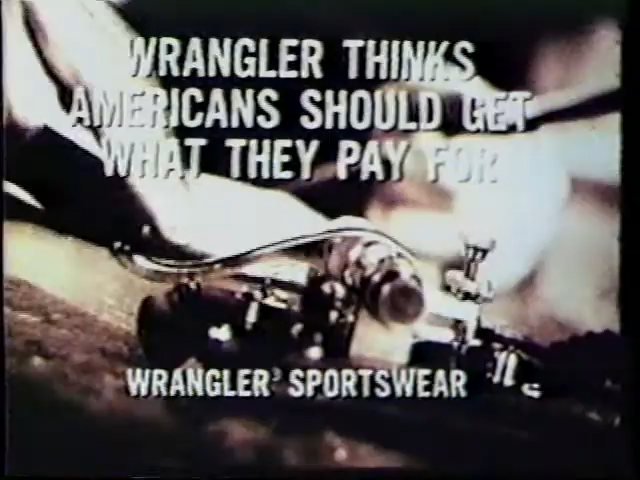 WRANGLER THINKS
AMERICANS SHOULD GET
WHAT THEY PAY FOR
WRANGLER® SPORTSWEAR